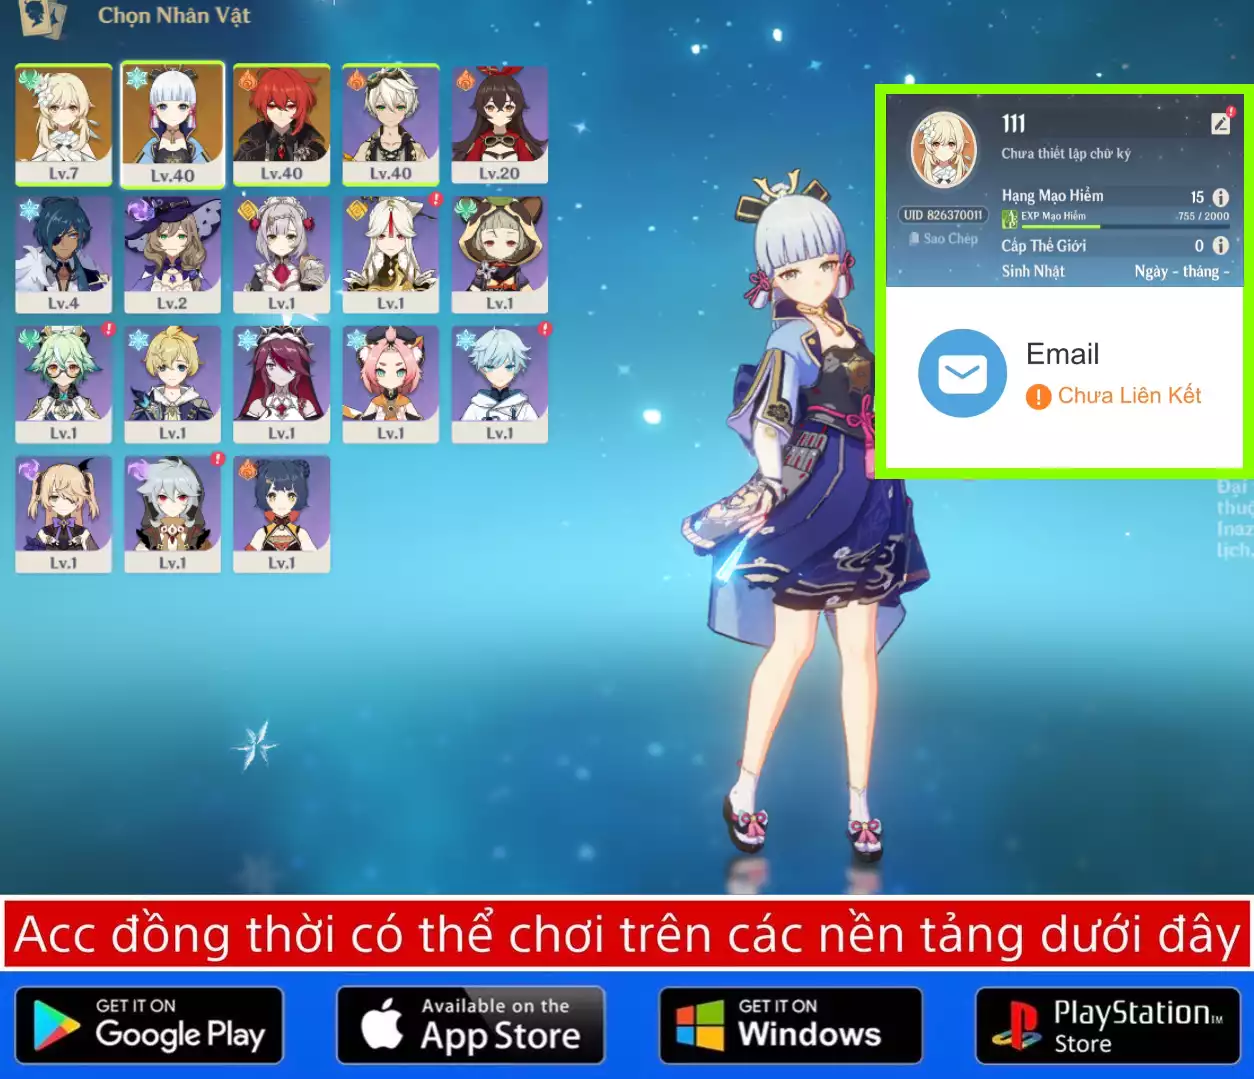 Chọn Nhân Vật
Lv.7
Lv.40
Lv.40
Lv.40
Lv.20
Lv.4
Lv.2
Lv.1
Lv.1
Lv.1
Lv.1
Lv.1
Lv.1
Lv.1
Lv.1
Lv.1
Lv.1
Lv.1
111
Chưa thiết lập chữ ký
Hạng Mạo Hiểm 15
UID 826370011
EXP Mạo Hiểm 755 / 2000
Sao Chép
Cấp Thế Giới 0
Sinh Nhật Ngày - tháng -
Email
Chưa Liên Kết
Đại
thuộ
Inaz
lịch,
Acc đồng thời có thể chơi trên các nền tảng dưới đây
GET IT ON
Google Play
Available on the
App Store
GET IT ON
Windows
PlayStation™
Store